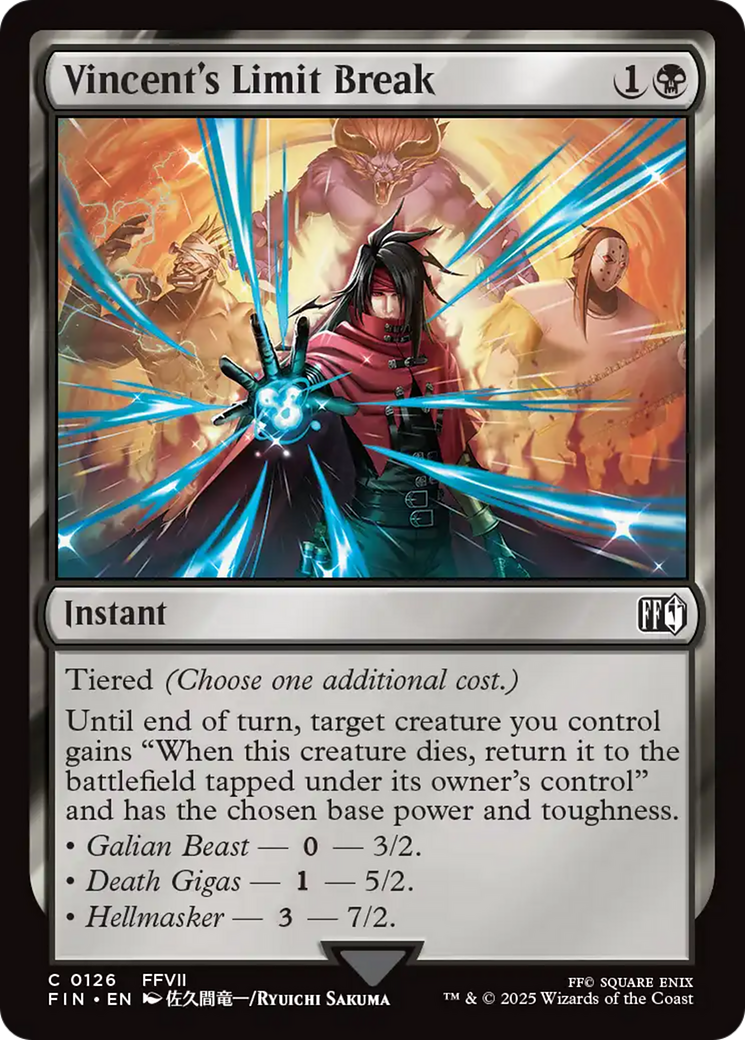 Vincent's Limit Break 1
Instant FF
Tiered (Choose one additional cost.)
Until end of turn, target creature you control
gains “When this creature dies, return it to the
battlefield tapped under its owner's control”
and has the chosen base power and toughness.
• Galian Beast — 0 — 3/2.
• Death Gigas — 1 — 5/2.
• Hellmasker — 3 — 7/2.
C 0126 FFVII
FIN • EN 佐久間竜一/Ryuichi Sakuma
FF© SQUARE ENIX
™ & © 2025 Wizards of the Coast